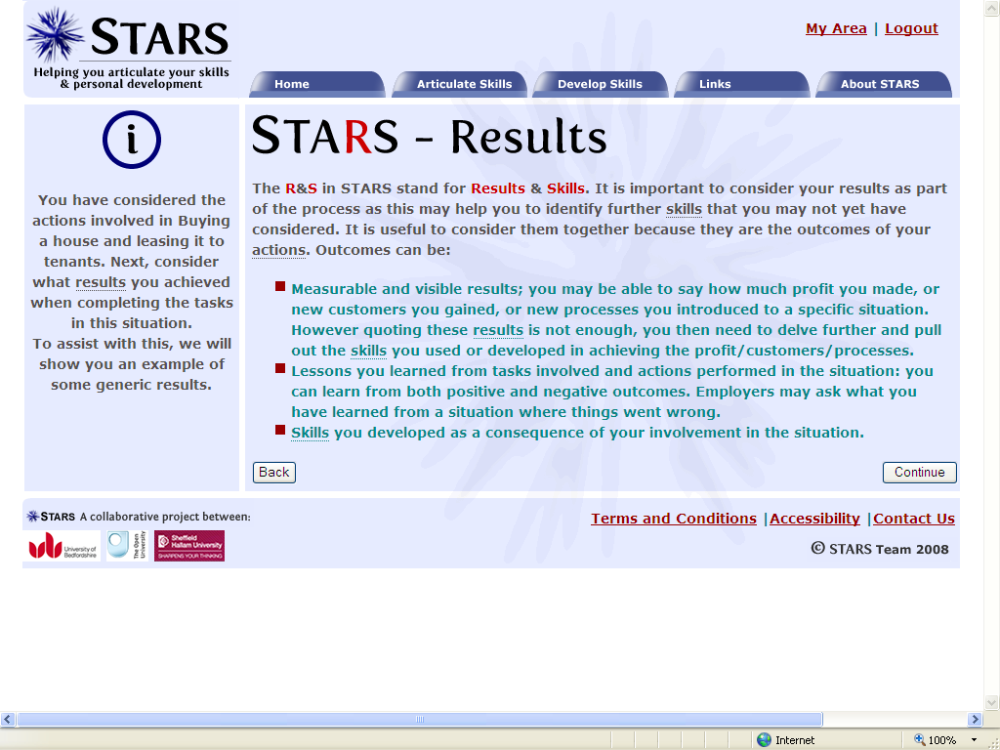 STARS
Helping you articulate your skills
& personal development
My Area | Logout
Home
Articulate Skills
Develop Skills
Links
About STARS
i
You have considered the
actions involved in Buying
a house and leasing it to
tenants. Next, consider
what results you achieved
when completing the tasks
in this situation.
To assist with this, we will
show you an example of
some generic results.
STARS - Results
The R&S in STARS stand for Results & Skills. It is important to consider your results as part
of the process as this may help you to identify further skills that you may not yet have
considered. It is useful to consider them together because they are the outcomes of your
actions. Outcomes can be:
Measurable and visible results; you may be able to say how much profit you made, or
new customers you gained, or new processes you introduced to a specific situation.
However quoting these results is not enough, you then need to delve further and pull
out the skills you used or developed in achieving the profit/customers/processes.
Lessons you learned from tasks involved and actions performed in the situation: you
can learn from both positive and negative outcomes. Employers may ask what you
have learned from a situation where things went wrong.
Skills you developed as a consequence of your involvement in the situation.
Back
Continue
STARS A collaborative project between:
University of
Bedfordshire
The Open
University
Sheffield
Hallam University
SHARPENS YOUR THINKING
Terms and Conditions |Accessibility |Contact Us
© STARS Team 2008
Internet
100%